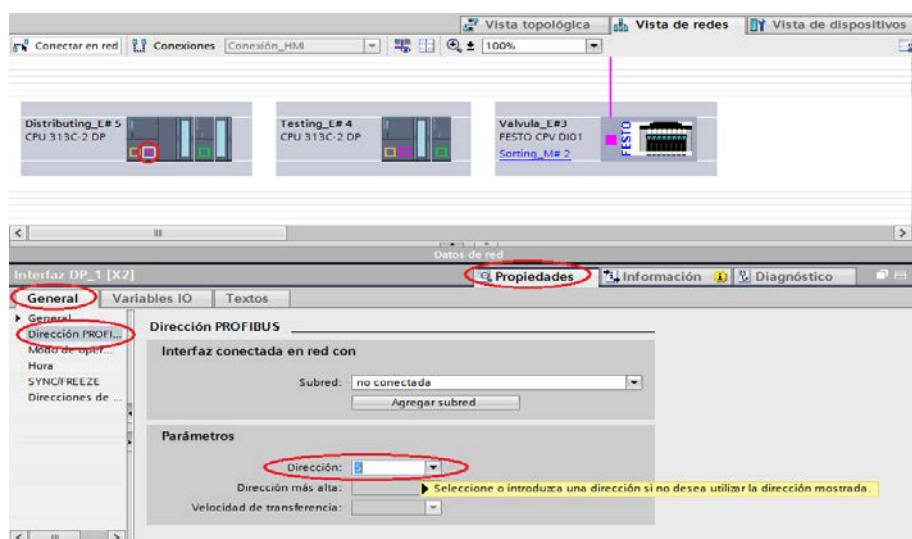 Vista topológica
Vista de redes
Vista de dispositivos
Conectar en red
Conexiones
Conexión_HMI
100%
Distributing_E# 5
CPU 313C-2 DP
Testing_E# 4
CPU 313C-2 DP
Valvula_E#3
FESTO CPV DI01
Sorting_M# 2
FESTO
Datos de red
Interfaz DP_1 [X2]
Propiedades
Información
Diagnóstico
General
Variables IO
Textos
General
Dirección PROFI...
Modo de oper...
Hora
SYNC/FREEZE
Direcciones de ...
Dirección PROFIBUS
Interfaz conectada en red con
Subred: no conectada
Agregar subred
Parámetros
Dirección: 5
Dirección más alta:
Seleccione o introduzca una dirección si no desea utilizar la dirección mostrada.
Velocidad de transferencia: